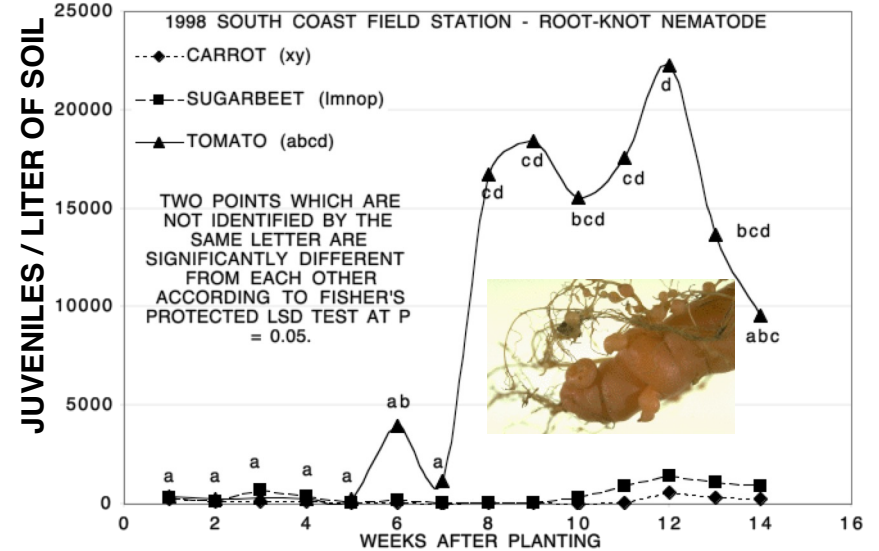 1998 SOUTH COAST FIELD STATION - ROOT-KNOT NEMATODE
CARROT (xy)
SUGARBEET (lmnop)
TOMATO (abcd)
TWO POINTS WHICH ARE
NOT IDENTIFIED BY THE
SAME LETTER ARE
SIGNIFICANTLY DIFFERENT
FROM EACH OTHER
ACCORDING TO FISHER'S
PROTECTED LSD TEST AT P
= 0.05.
JUVENILES / LITER OF SOIL
25000
20000
15000
10000
5000
0
a
a
a
a
a
ab
a
cd
cd
bcd
cd
d
bcd
abc
0
2
4
6
8
10
12
14
16
WEEKS AFTER PLANTING